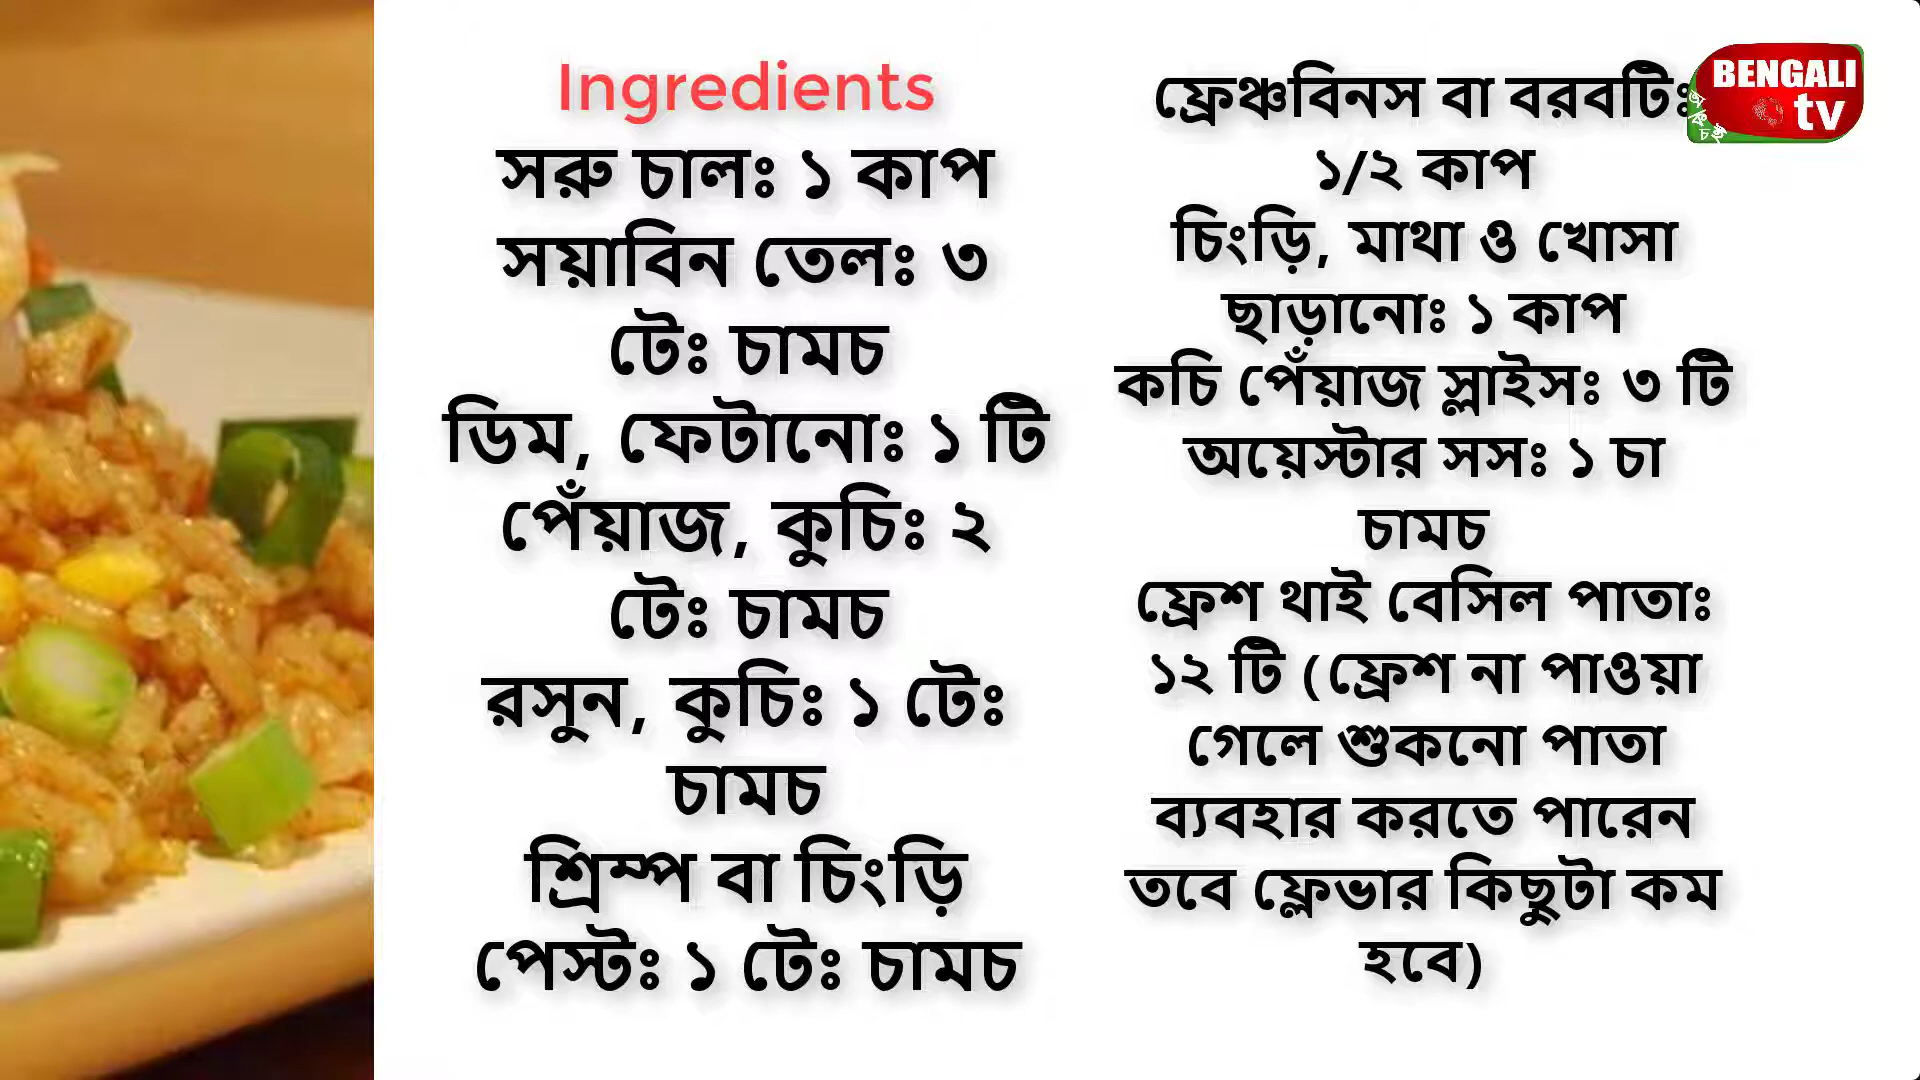 Ingredients
সরু চালঃ ১ কাপ
সয়াবিন তেলঃ ৩
টেঃ চামচ
ডিম, ফেটানোঃ ১ টি
পেঁয়াজ, কুচিঃ ২
টেঃ চামচ
রসুন, কুচিঃ ১ টেঃ
চামচ
শ্রিম্প বা চিংড়ি
পেস্টঃ ১ টেঃ চামচ
ফ্রেঞ্চবিনস বা বরবটিঃ
১/২ কাপ
চিংড়ি, মাথা ও খোসা
ছাড়ানোঃ ১ কাপ
কচি পেঁয়াজ স্লাইসঃ ৩ টি
অয়েস্টার সসঃ ১ চা
চামচ
ফ্রেশ থাই বেসিল পাতাঃ
১২ টি (ফ্রেশ না পাওয়া
গেলে শুকনো পাতা
ব্যবহার করতে পারেন
তবে ফ্লেভার কিছুটা কম
হবে)
BENGALI
tv